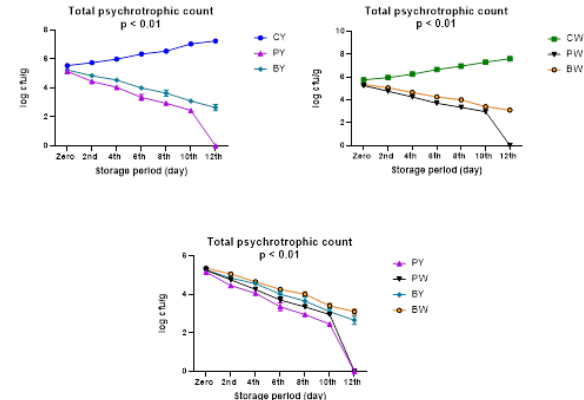 Total psychrotrophic count
p < 0.01
log cfu/g
8
6
4
2
0
Zero 2nd 4th 6th 8th 10th 12th
Storage period (day)
CY
PY
BY
Total psychrotrophic count
p < 0.01
log cfu/g
10
8
6
4
2
0
Zero 2nd 4th 6th 8th 10th 12th
Storage period (day)
CW
PW
BW
Total psychrotrophic count
p < 0.01
log cfu/g
6
4
2
0
Zero 2nd 4th 6th 8th 10th 12th
Storage period (day)
PY
PW
BY
BW